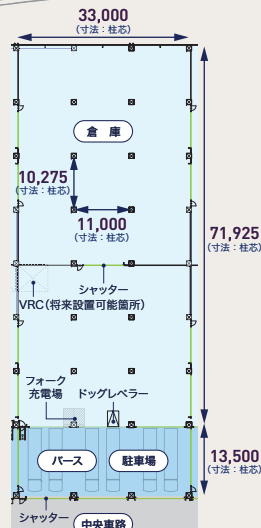 33,000
(寸法:柱芯)
倉 庫
10,275
(寸法:柱芯)
11,000
(寸法:柱芯)
71,925
(寸法:柱芯)
シャッター
VRC(将来設置可能箇所)
フォーク
充電場
ドッグレベラー
バース
駐車場
13,500
(寸法:柱芯)
シャッター
中央車路